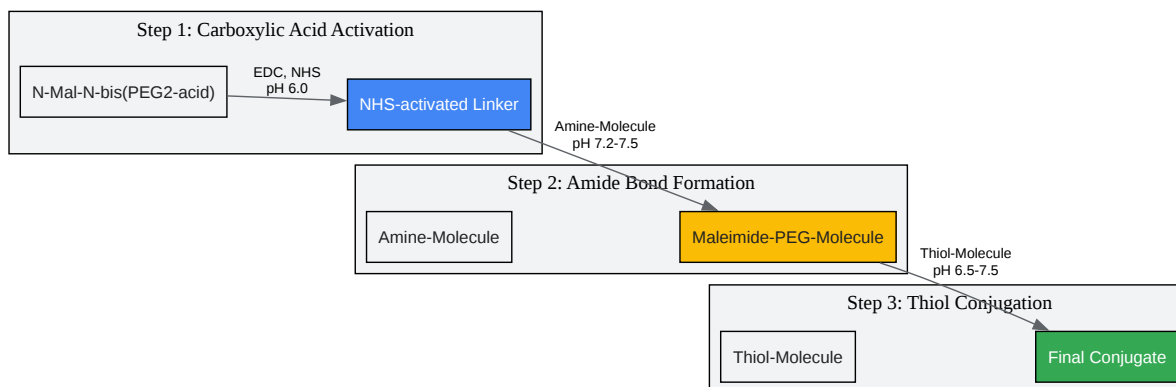 Step 1: Carboxylic Acid Activation
N-Mal-N-bis(PEG2-acid)
EDC, NHS
pH 6.0
NHS-activated Linker
Amine-Molecule
pH 7.2-7.5
Step 2: Amide Bond Formation
Amine-Molecule
Maleimide-PEG-Molecule
Thiol-Molecule
pH 6.5-7.5
Step 3: Thiol Conjugation
Thiol-Molecule
Final Conjugate